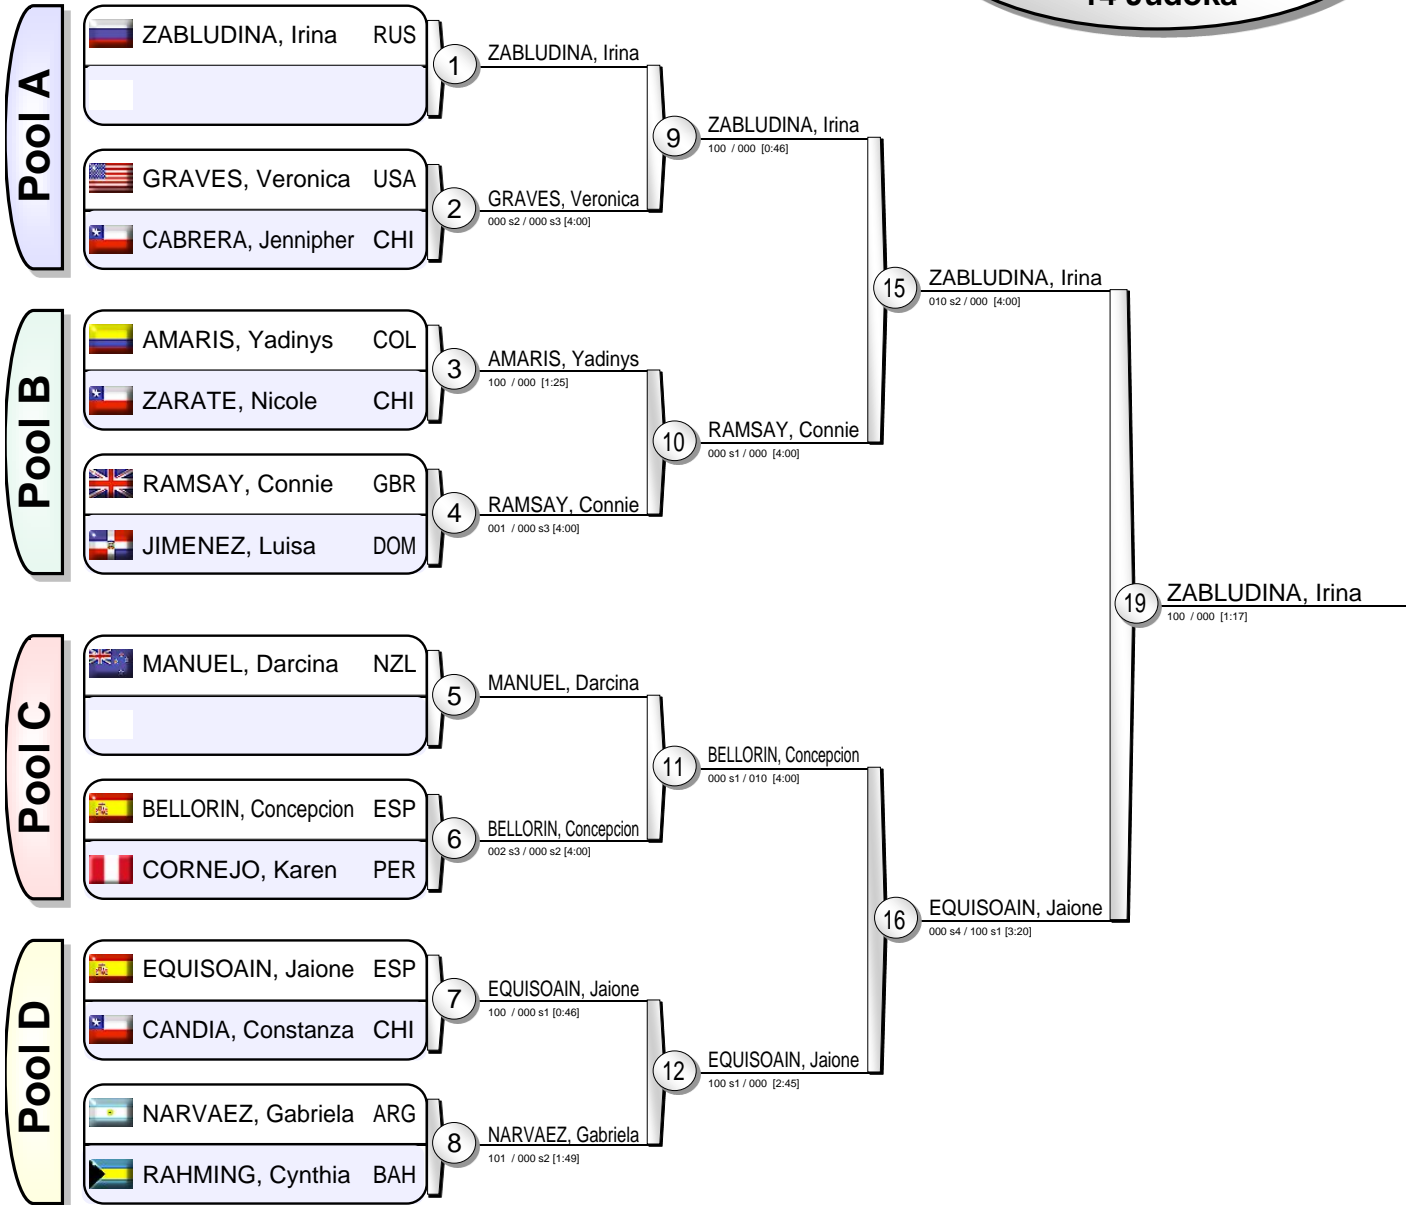 14 Judoka
Pool A
ZABLUDINA, Irina RUS
1
ZABLUDINA, Irina
GRAVES, Veronica USA
CABRERA, Jennipher CHI
2
GRAVES, Veronica
000 s2 / 000 s3 [4:00]
9
ZABLUDINA, Irina
100 / 000 [0:46]
Pool B
AMARIS, Yadinys COL
ZARATE, Nicole CHI
3
AMARIS, Yadinys
100 / 000 [1:25]
RAMSAY, Connie GBR
JIMENEZ, Luisa DOM
4
RAMSAY, Connie
001 / 000 s3 [4:00]
10
RAMSAY, Connie
000 s1 / 000 [4:00]
15
ZABLUDINA, Irina
010 s2 / 000 [4:00]
Pool C
MANUEL, Darcina NZL
5
MANUEL, Darcina
BELLORIN, Concepcion ESP
CORNEJO, Karen PER
6
BELLORIN, Concepcion
002 s3 / 000 s2 [4:00]
11
BELLORIN, Concepcion
000 s1 / 010 [4:00]
Pool D
EQUISOAIN, Jaione ESP
CANDIA, Constanza CHI
7
EQUISOAIN, Jaione
100 / 000 s1 [0:46]
NARVAEZ, Gabriela ARG
RAHMING, Cynthia BAH
8
NARVAEZ, Gabriela
101 / 000 s2 [1:49]
12
EQUISOAIN, Jaione
100 s1 / 000 [2:45]
16
EQUISOAIN, Jaione
000 s4 / 100 s1 [3:20]
19
ZABLUDINA, Irina
100 / 000 [1:17]